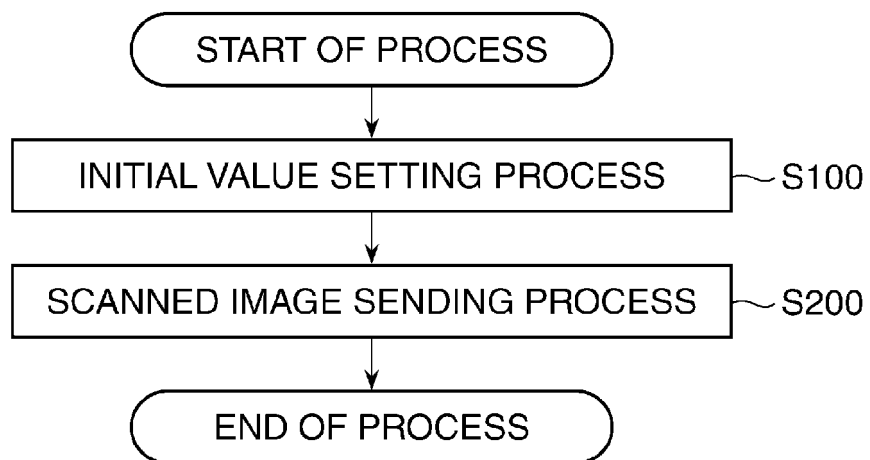 START OF PROCESS
INITIAL VALUE SETTING PROCESS
S100
SCANNED IMAGE SENDING PROCESS
S200
END OF PROCESS